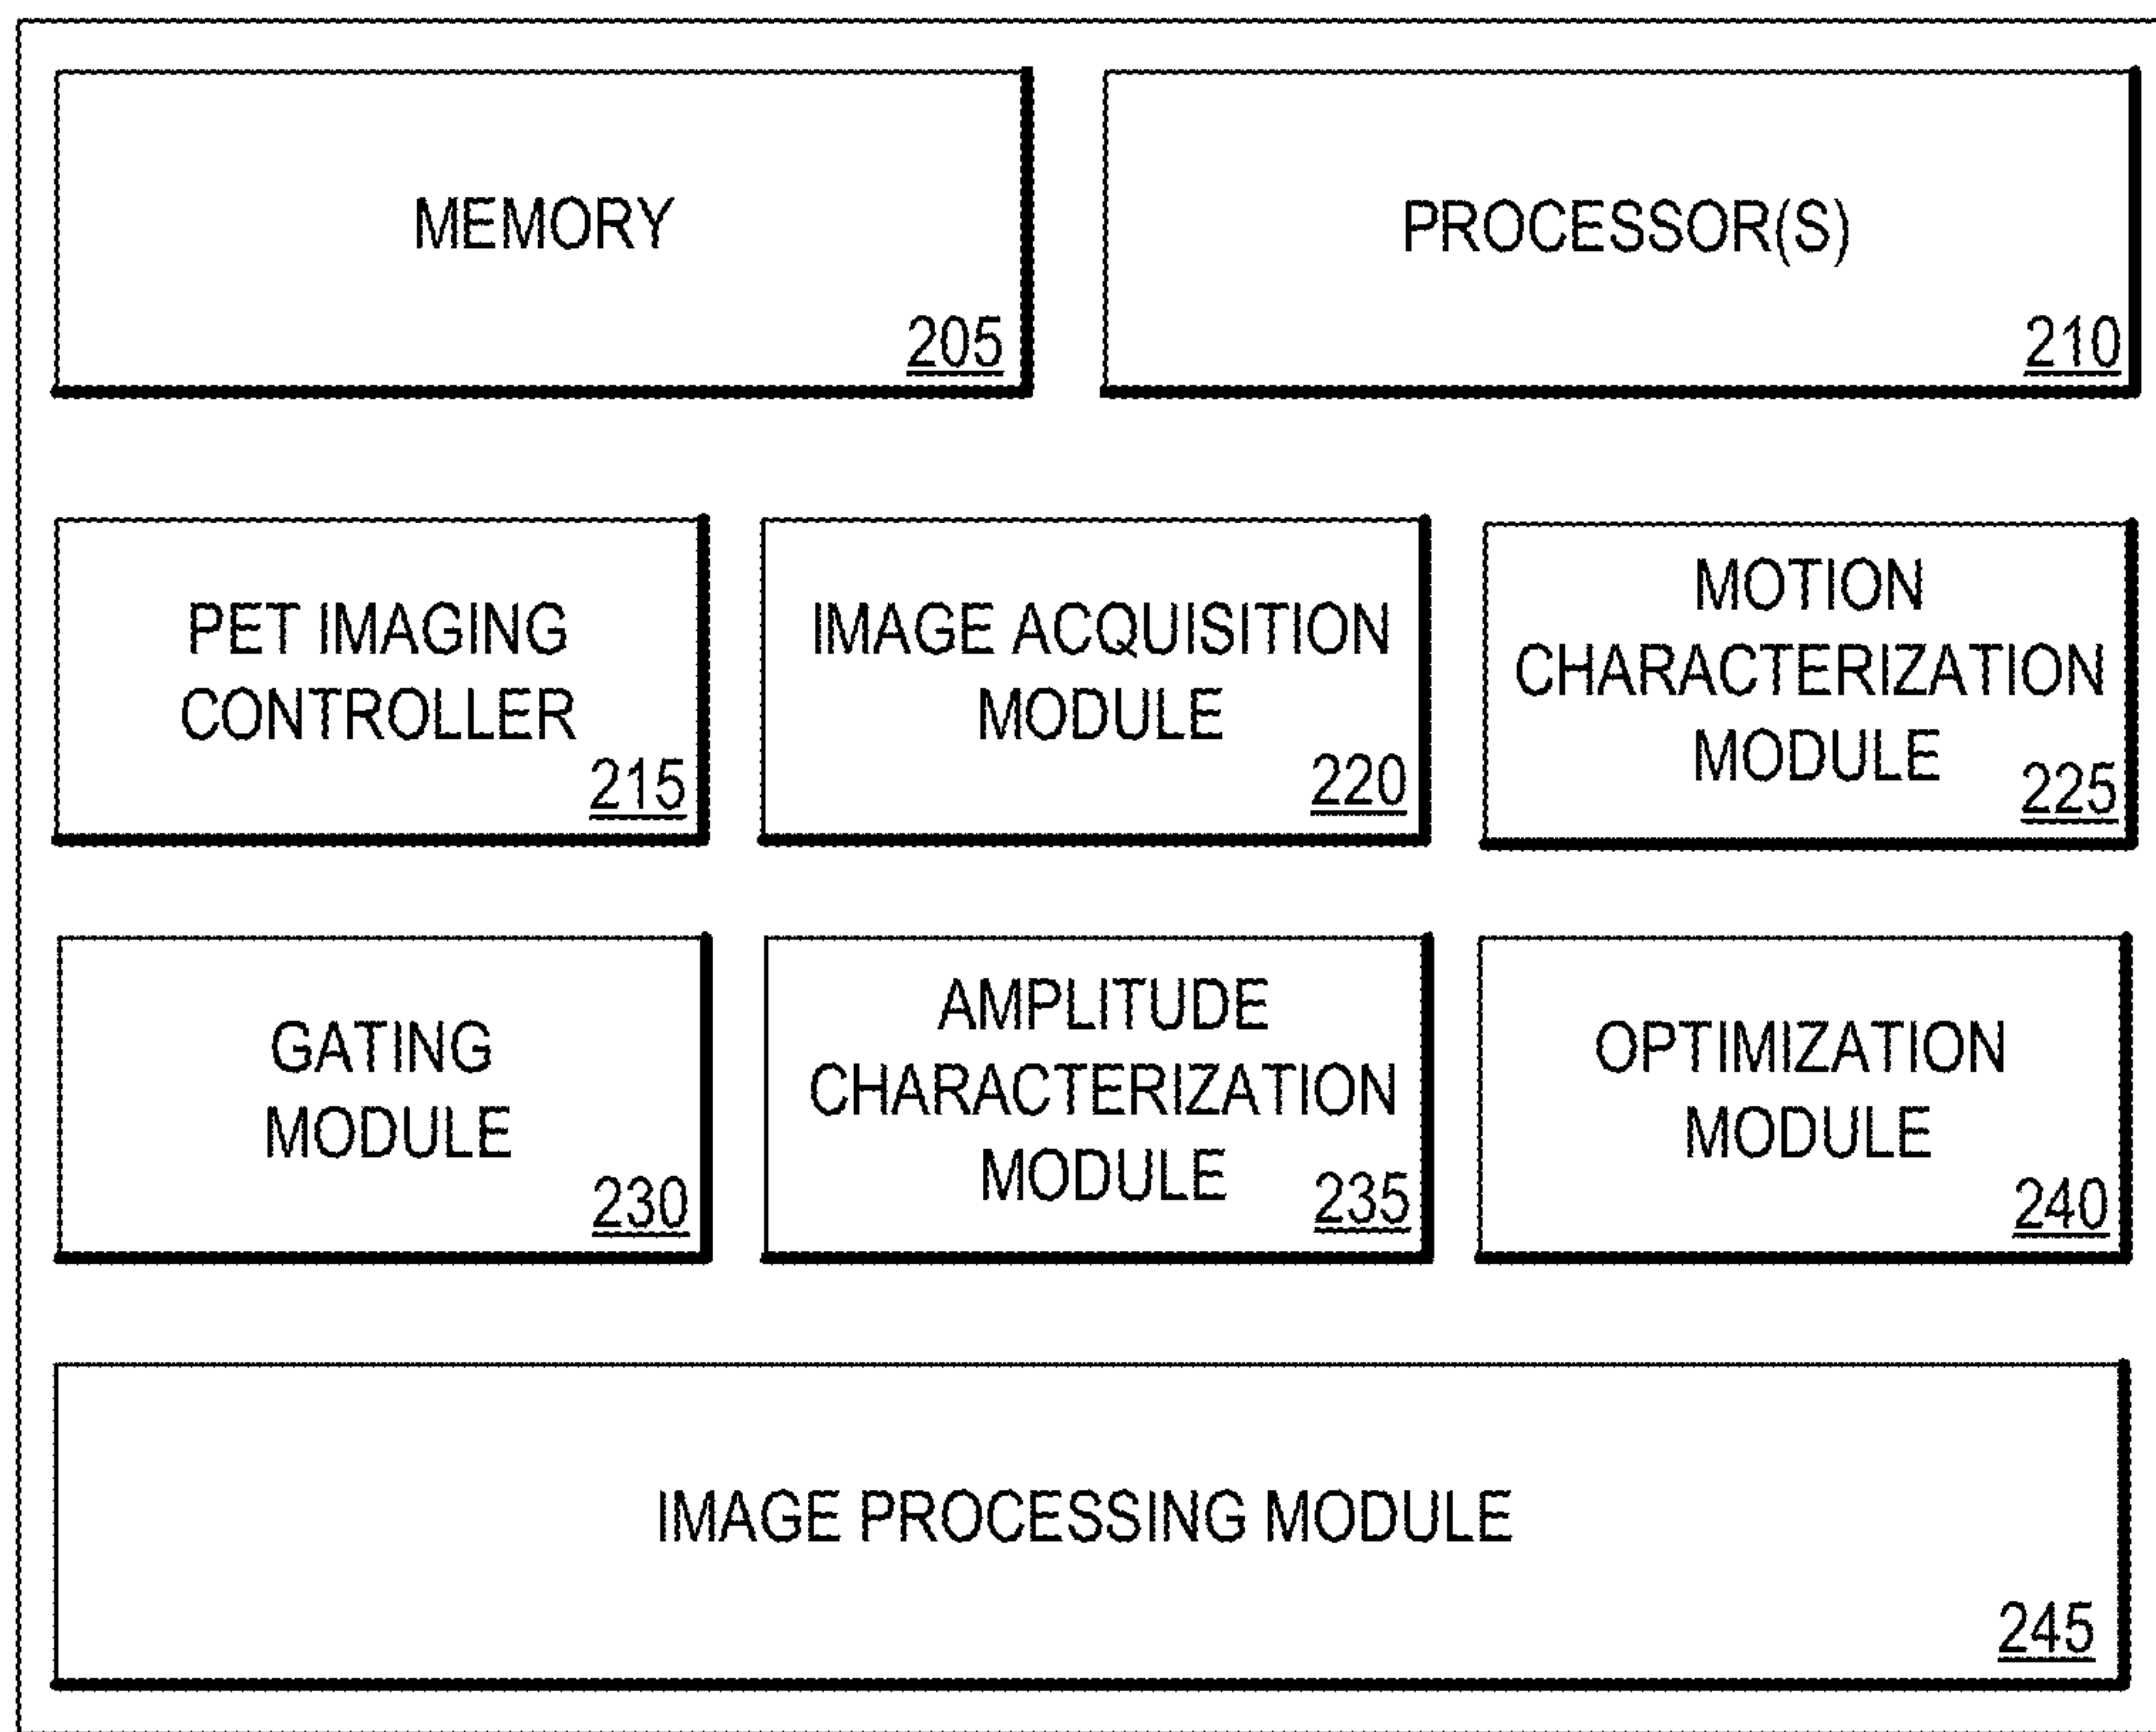 MEMORY
205
PROCESSOR(S)
210
PET IMAGING
CONTROLLER
215
IMAGE ACQUISITION
MODULE
220
MOTION
CHARACTERIZATION
MODULE
225
GATING
MODULE
230
AMPLITUDE
CHARACTERIZATION
MODULE
235
OPTIMIZATION
MODULE
240
IMAGE PROCESSING MODULE
245